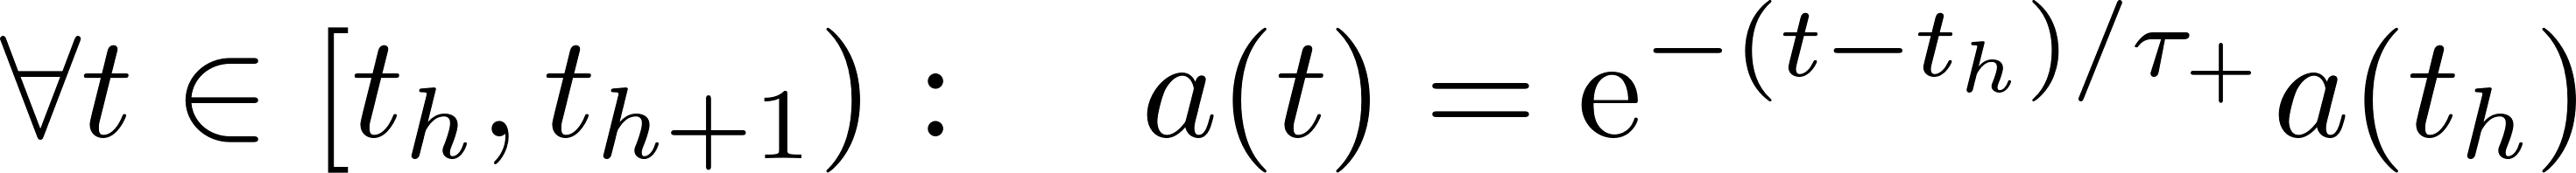 ∀t ∈ [t_h, t_{h+1}) :   a(t) = e^{−(t−t_h)/τ_+} a(t_h)